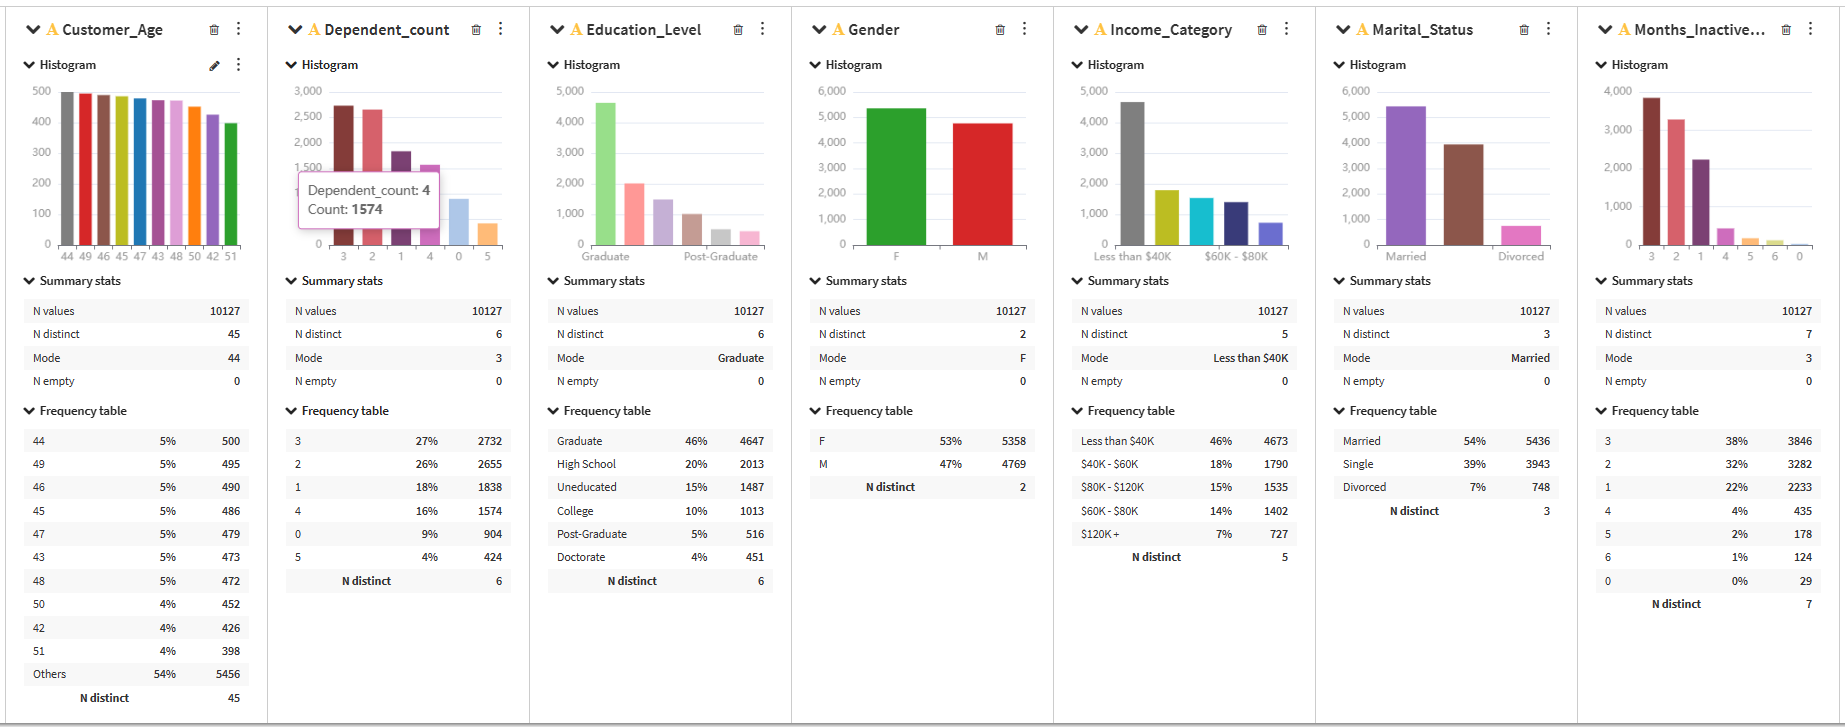 Customer_Age
Histogram
500
400
300
200
100
0
44 49 46 45 47 43 48 50 42 51
Summary stats
N values 10127
N distinct 45
Mode 44
N empty 0
Frequency table
44 5% 500
49 5% 495
46 5% 490
45 5% 486
47 5% 479
43 5% 473
48 5% 472
50 4% 452
42 4% 426
51 4% 398
Others 54% 5456
N distinct 45
Dependent_count
Histogram
3,000
2,500
2,000
1,500
0
3 2 1 4 0 5
Dependent_count: 4
Count: 1574
Summary stats
N values 10127
N distinct 6
Mode 3
N empty 0
Frequency table
3 27% 2732
2 26% 2655
1 18% 1838
4 16% 1574
0 9% 904
5 4% 424
N distinct 6
Education_Level
Histogram
5,000
4,000
3,000
2,000
1,000
0
Graduate Post-Graduate
Summary stats
N values 10127
N distinct 6
Mode Graduate
N empty 0
Frequency table
Graduate 46% 4647
High School 20% 2013
Uneducated 15% 1487
College 10% 1013
Post-Graduate 5% 516
Doctorate 4% 451
N distinct 6
Gender
Histogram
6,000
5,000
4,000
3,000
2,000
1,000
0
F M
Summary stats
N values 10127
N distinct 2
Mode F
N empty 0
Frequency table
F 53% 5358
M 47% 4769
N distinct 2
Income_Category
Histogram
5,000
4,000
3,000
2,000
1,000
0
Less than $40K $60K - $80K
Summary stats
N values 10127
N distinct 5
Mode Less than $40K
N empty 0
Frequency table
Less than $40K 46% 4673
$40K - $60K 18% 1790
$80K - $120K 15% 1535
$60K - $80K 14% 1402
$120K + 7% 727
N distinct 5
Marital_Status
Histogram
6,000
5,000
4,000
3,000
2,000
1,000
0
Married Divorced
Summary stats
N values 10127
N distinct 3
Mode Married
N empty 0
Frequency table
Married 54% 5436
Single 39% 3943
Divorced 7% 748
N distinct 3
Months_Inactive...
Histogram
4,000
3,000
2,000
1,000
0
3 2 1 4 5 6 0
Summary stats
N values 10127
N distinct 7
Mode 3
N empty 0
Frequency table
3 38% 3846
2 32% 3282
1 22% 2233
4 4% 435
5 2% 178
6 1% 124
0 0% 29
N distinct 7